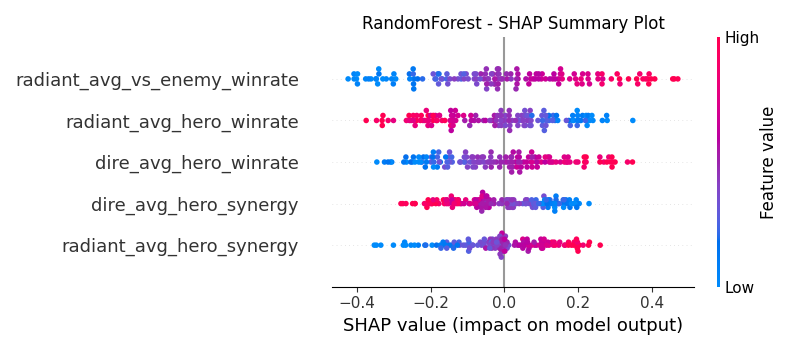 RandomForest - SHAP Summary Plot
High
radiant_avg_vs_enemy_winrate
radiant_avg_hero_winrate
dire_avg_hero_winrate
dire_avg_hero_synergy
radiant_avg_hero_synergy
Feature value
Low
−0.4 −0.2 0.0 0.2 0.4
SHAP value (impact on model output)